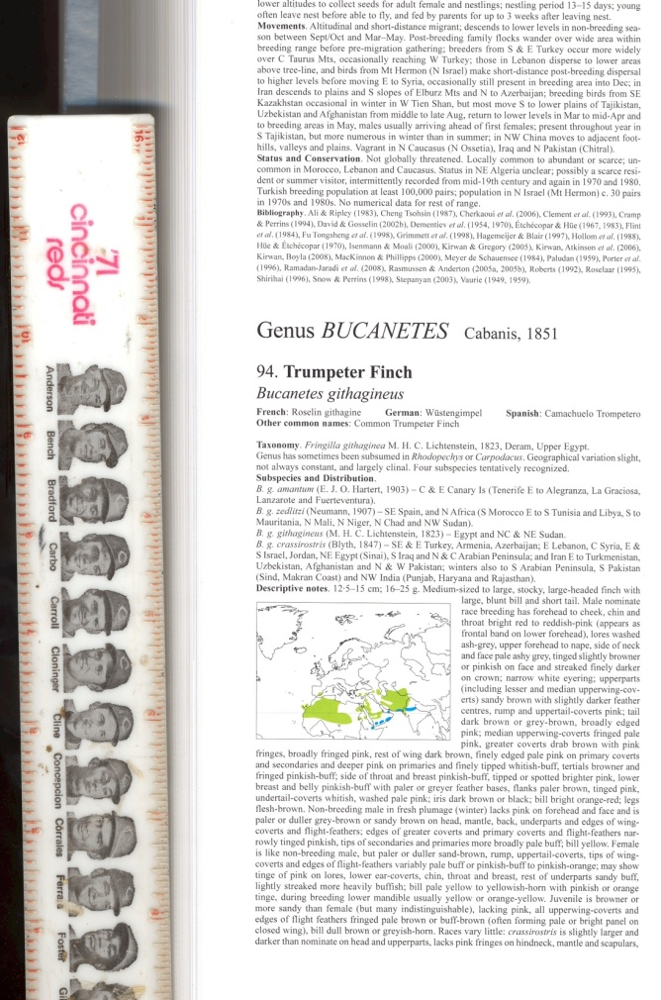 '71
cincinnati
reds
Anderson
Bench
Bradford
Carbo
Carroll
Cloninger
Cline
Concepcion
Corrales
Foster
lower altitudes to collect seeds for adult female and nestlings; nestling period 13–15 days; young
often leave nest before able to fly, and fed by parents for up to 3 weeks after leaving nest.
Movements. Altitudinal and short-distance migrant; descends to lower levels in non-breeding sea-
son between Sept/Oct and Mar–May. Post-breeding family flocks wander over wide area within
breeding range before pre-migration gathering; breeders from S & E Turkey occur more widely
over C Taurus Mts, occasionally reaching W Turkey; those in Lebanon disperse to lower areas
above tree-line, and birds from Mt Hermon (N Israel) make short-distance post-breeding dispersal
to higher levels before moving E to Syria, occasionally still present in breeding area into Dec; in
Iran descends to plains and S slopes of Elburz Mts and N to Azerbaijan; breeding birds from SE
Kazakhstan occasional in winter in W Tien Shan, but most move S to lower plains of Tajikistan,
Uzbekistan and Afghanistan from middle to late Aug, return to lower levels in Mar to mid-Apr and
to breeding areas in May, males usually arriving ahead of first females; present throughout year in
S Tajikistan, but more numerous in winter than in summer; in NW China moves to adjacent foot-
hills, valleys and plains. Vagrant in N Caucasus (N Ossetia), Iraq and N Pakistan (Chitral).
Status and Conservation. Not globally threatened. Locally common to abundant or scarce; un-
common in Morocco, Lebanon and Caucasus. Status in NE Algeria unclear; possibly a scarce resi-
dent or summer visitor, intermittently recorded from mid-19th century and again in 1970 and 1980.
Turkish breeding population at least 100,000 pairs; population in N Israel (Mt Hermon) c. 30 pairs
in 1970s and 1980s. No numerical data for rest of range.
Bibliography. Ali & Ripley (1983), Cheng Tsohsin (1987), Cherkaoui et al. (2006), Clement et al. (1993), Cramp
& Perrins (1994), David & Gosselin (2002b), Dementiev (1954, 1970), Étchécopar & Hüe (1967, 1983), Flint
et al. (1984), Fu Tongsheng et al. (1998), Grimmett et al. (1998), Hagemeijer & Blair (1997), Hollom et al. (1988),
Hüe & Étchécopar (1970), Isenmann & Moali (2000), Kirwan & Gregory (2005), Kirwan, Atkinson et al. (2006),
Kirwan, Boyla (2008), MacKinnon & Phillipps (2000), Meyer de Schauensee (1984), Paludan (1959), Porter et al.
(1996), Ramadan-Jaradi et al. (2008), Rasmussen & Anderton (2005a, 2005b), Roberts (1992), Roselaar (1995),
Shirihai (1996), Snow & Perrins (1998), Stepanyan (2003), Vaurie (1949, 1959).
Genus BUCANETES Cabanis, 1851
94. Trumpeter Finch
Bucanetes githagineus
French: Roselin githagine German: Wüstengimpel Spanish: Camachuelo Trompetero
Other common names: Common Trumpeter Finch
Taxonomy. Fringilla githaginea M. H. C. Lichtenstein, 1823, Deram, Upper Egypt.
Genus has sometimes been subsumed in Rhodopechys or Carpodacus. Geographical variation slight,
not always constant, and largely clinal. Four subspecies tentatively recognized.
Subspecies and Distribution.
B. g. amantum (E. J. O. Hartert, 1903) – C & E Canary Is (Tenerife E to Alegranza, La Graciosa,
Lanzarote and Fuerteventura).
B. g. zedlitzi (Neumann, 1907) – SE Spain, and N Africa (S Morocco E to S Tunisia and Libya, S to
Mauritania, N Mali, N Niger, N Chad and NW Sudan).
B. g. githagineus (M. H. C. Lichtenstein, 1823) – Egypt and NC & NE Sudan.
B. g. crassirostris (Blyth, 1847) – SE & E Turkey, Armenia, Azerbaijan; E Lebanon, C Syria, E &
S Israel, Jordan, NE Egypt (Sinai), S Iraq and N & C Arabian Peninsula; and Iran E to Turkmenistan,
Uzbekistan, Afghanistan and N & W Pakistan; winters also to S Arabian Peninsula, S Pakistan
(Sind, Makran Coast) and NW India (Punjab, Haryana and Rajasthan).
Descriptive notes. 12·5–15 cm; 16–25 g. Medium-sized to large, stocky, large-headed finch with
large, blunt bill and short tail. Male nominate
race breeding has forehead to cheek, chin and
throat bright red to reddish-pink (appears as
frontal band on lower forehead), lores washed
ash-grey, upper forehead to nape, side of neck
and face pale ashy grey, tinged slightly browner
or pinkish on face and streaked finely darker
on crown; narrow white eyering; upperparts
(including lesser and median upperwing-cov-
erts) sandy brown with slightly darker feather
centres, rump and uppertail-coverts pink; tail
dark brown or grey-brown, broadly edged
pink; median upperwing-coverts fringed pale
pink, greater coverts drab brown with pink
fringes, broadly fringed pink, rest of wing dark brown, finely edged pale pink on primary coverts
and secondaries and deeper pink on primaries and finely tipped whitish-buff, tertials browner and
fringed pinkish-buff; side of throat and breast pinkish-buff, tipped or spotted brighter pink, lower
breast and belly pinkish-buff with paler or greyer feather bases, flanks paler brown, tinged pink,
undertail-coverts whitish, washed pale pink; iris dark brown or black; bill bright orange-red; legs
flesh-brown. Non-breeding male in fresh plumage (winter) lacks pink on forehead and face and is
paler or duller grey-brown or sandy brown on head, mantle, back, underparts and edges of wing-
coverts and flight-feathers; edges of greater coverts and primary coverts and flight-feathers nar-
rowly tinged pinkish, tips of secondaries and primaries more broadly pale buff; bill yellow. Female
is like non-breeding male, but paler or duller sand-brown, rump, uppertail-coverts, tips of wing-
coverts and edges of flight-feathers variably pale buff or pinkish-buff to pinkish-orange; may show
tinge of pink on lores, lower ear-coverts, chin, throat and breast, rest of underparts sandy buff,
lightly streaked more heavily buffish; bill pale yellow to yellowish-horn with pinkish or orange
tinge, during breeding lower mandible usually yellow or orange-yellow. Juvenile is browner or
more sandy than female (but many indistinguishable), lacking pink, all upperwing-coverts and
edges of flight feathers fringed pale brown or buff-brown (often forming pale or bright panel on
closed wing), bill dull brown or greyish-horn. Races vary little: crassirostris is slightly larger and
darker than nominate on head and upperparts, lacks pink fringes on hindneck, mantle and scapulars,